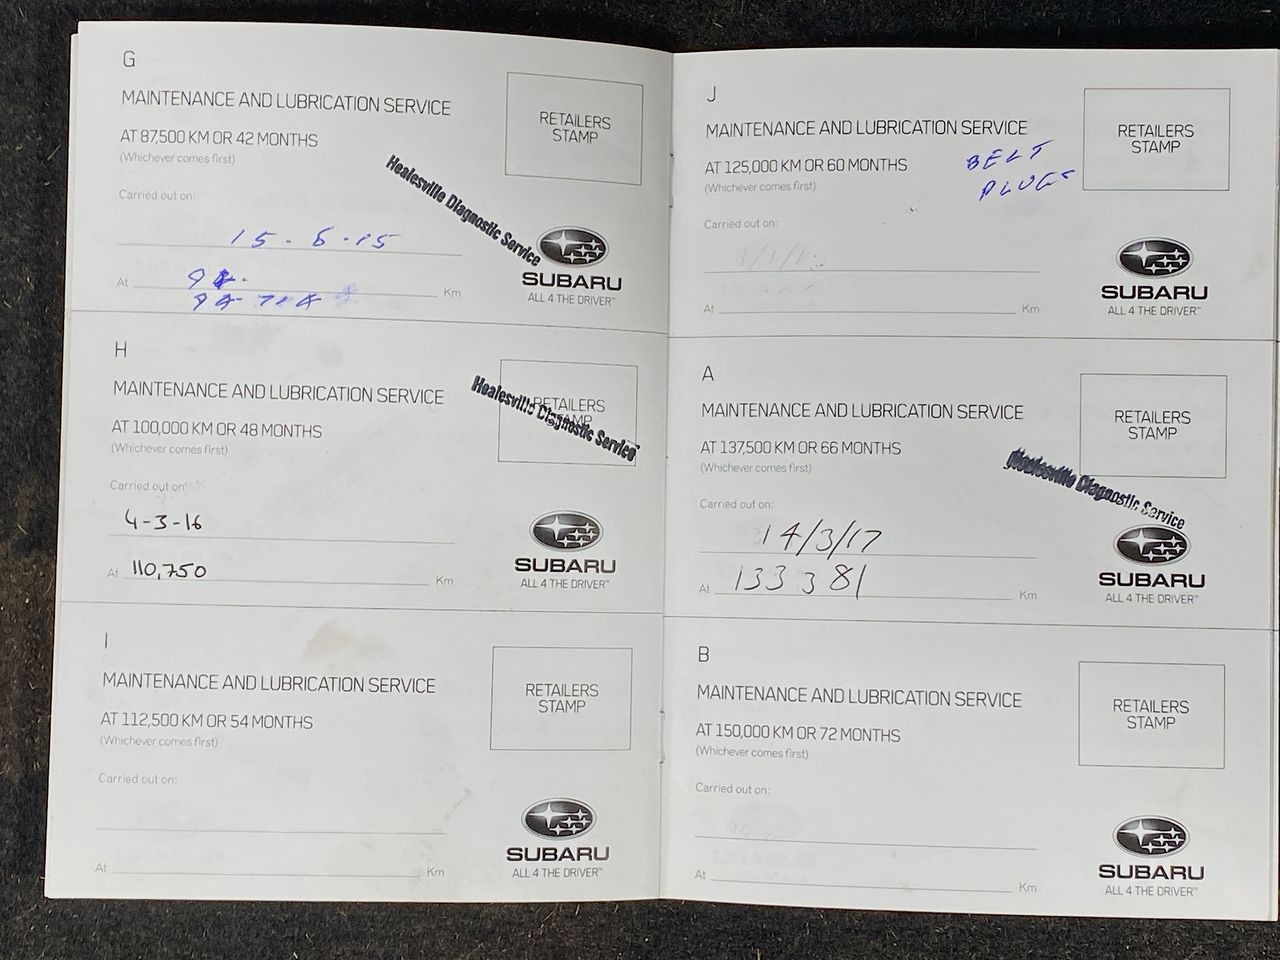 G
MAINTENANCE AND LUBRICATION SERVICE
AT 87,500 KM OR 42 MONTHS
(Whichever comes first)
RETAILERS
STAMP
Healesville Diagnostic Service
Carried out on:
15-6-15
At Km
SUBARU
ALL 4 THE DRIVER™
H
MAINTENANCE AND LUBRICATION SERVICE
AT 100,000 KM OR 48 MONTHS
(Whichever comes first)
RETAILERS
STAMP
Healesville Diagnostic Service
Carried out on:
4-3-16
At 110,750 Km
SUBARU
ALL 4 THE DRIVER™
I
MAINTENANCE AND LUBRICATION SERVICE
AT 112,500 KM OR 54 MONTHS
(Whichever comes first)
RETAILERS
STAMP
Carried out on:
At Km
SUBARU
ALL 4 THE DRIVER™
J
MAINTENANCE AND LUBRICATION SERVICE
AT 125,000 KM OR 60 MONTHS
(Whichever comes first)
BELT
PLUGS
RETAILERS
STAMP
Carried out on:
At Km
SUBARU
ALL 4 THE DRIVER™
A
MAINTENANCE AND LUBRICATION SERVICE
AT 137,500 KM OR 66 MONTHS
(Whichever comes first)
RETAILERS
STAMP
Healesville Diagnostic Service
Carried out on:
14/3/17
At 133381 Km
SUBARU
ALL 4 THE DRIVER™
B
MAINTENANCE AND LUBRICATION SERVICE
AT 150,000 KM OR 72 MONTHS
(Whichever comes first)
RETAILERS
STAMP
Carried out on:
At Km
SUBARU
ALL 4 THE DRIVER™